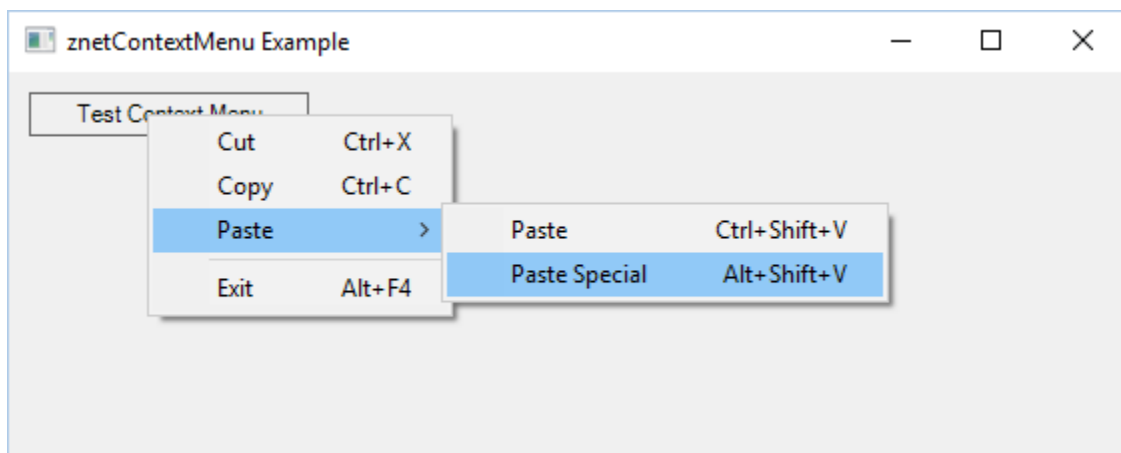 znetContextMenu Example
Test Context Menu
Cut Ctrl+X
Copy Ctrl+C
Paste >
Paste Ctrl+Shift+V
Paste Special Alt+Shift+V
Exit Alt+F4